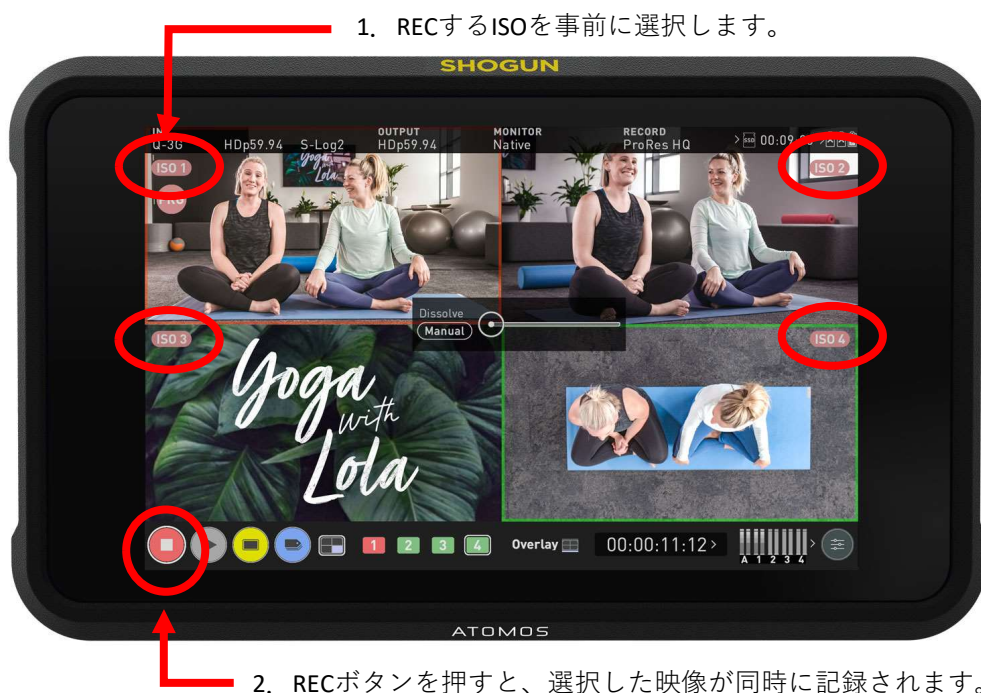 1. RECするISOを事前に選択します。
SHOGUN
OUTPUT MONITOR RECORD
Q-3G HDp59.94 S-Log2 HDp59.94 Native ProRes HQ
ISO 1 ISO 2
PRG
Yoga
Lola
Dissolve
Manual
ISO 3 ISO 4
Yoga
with
Lola
1 2 3 4 Overlay 00:00:11:12
A 1 2 3 4
ATOMOS
2. RECボタンを押すと、選択した映像が同時に記録されます。